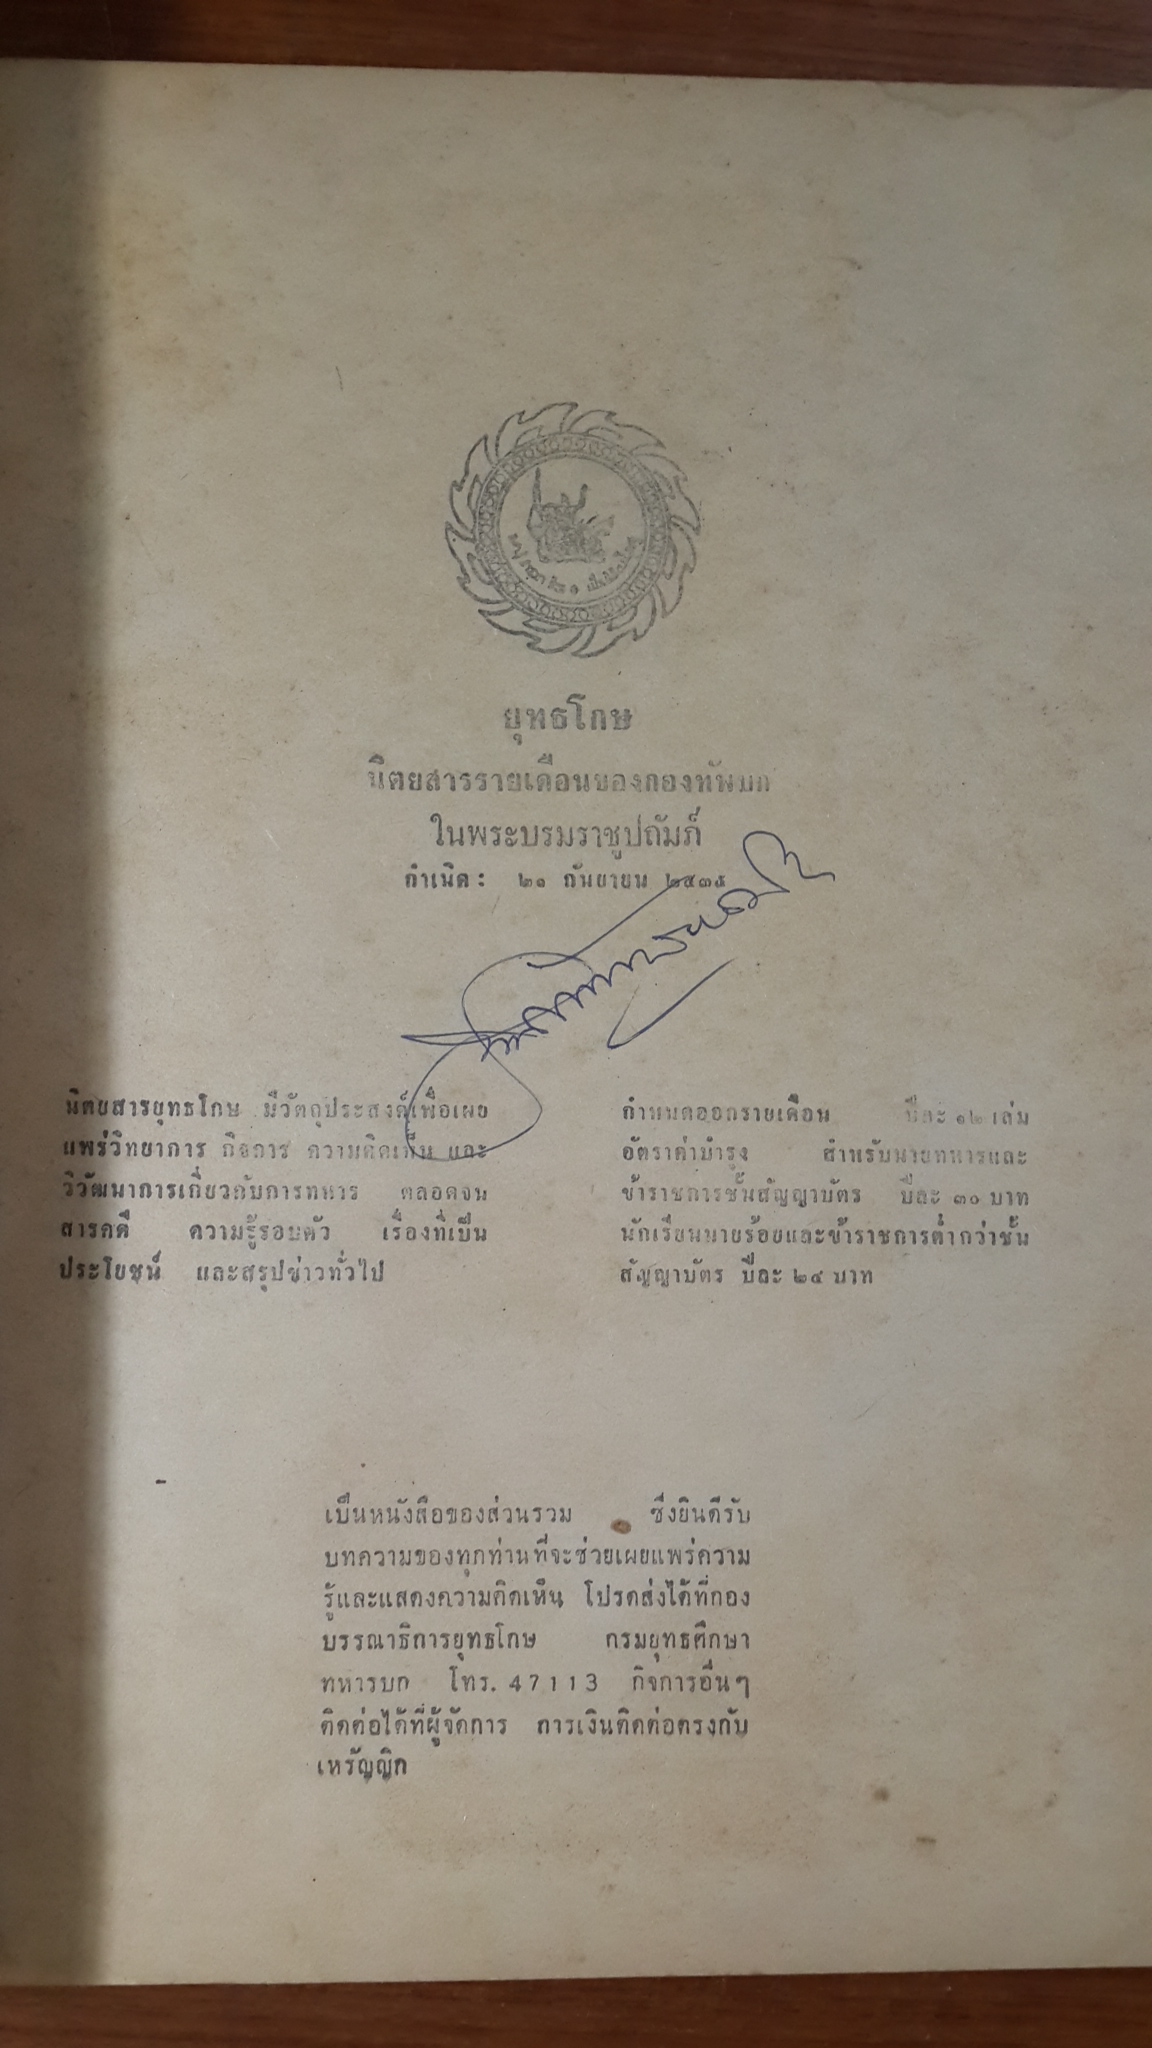 ยุทธโกษ
นิตยสารรายเดือนของกองทัพบก
ในพระบรมราชูปถัมภ์
กำเนิด: ๒๑ กันยายน ๒๔๓๕
นิตยสารยุทธโกษ มีวัตถุประสงค์เพื่อเผย
แพร่วิทยาการ กิจการ ความคิดเห็น และ
วิวัฒนาการเกี่ยวกับการทหาร ตลอดจน
สารคดี ความรู้รอบตัว เรื่องที่เป็น
ประโยชน์ และสรุปข่าวทั่วไป
กำหนดออกรายเดือน ปีละ ๑๒ เล่ม
อัตราค่าบำรุง สำหรับนายทหารและ
ข้าราชการชั้นสัญญาบัตร ปีละ ๓๐ บาท
นักเรียนนายร้อยและข้าราชการต่ำกว่าชั้น
สัญญาบัตร ปีละ ๒๔ บาท
เป็นหนังสือของส่วนรวม ซึ่งยินดีรับ
บทความของทุกท่านที่จะช่วยเผยแพร่ความ
รู้และแสดงความคิดเห็น โปรดส่งได้ที่กอง
บรรณาธิการยุทธโกษ กรมยุทธศึกษา
ทหารบก โทร. 47113 กิจการอื่นๆ
ติดต่อได้ที่ผู้จัดการ การเงินติดต่อตรงกับ
เหรัญญิก